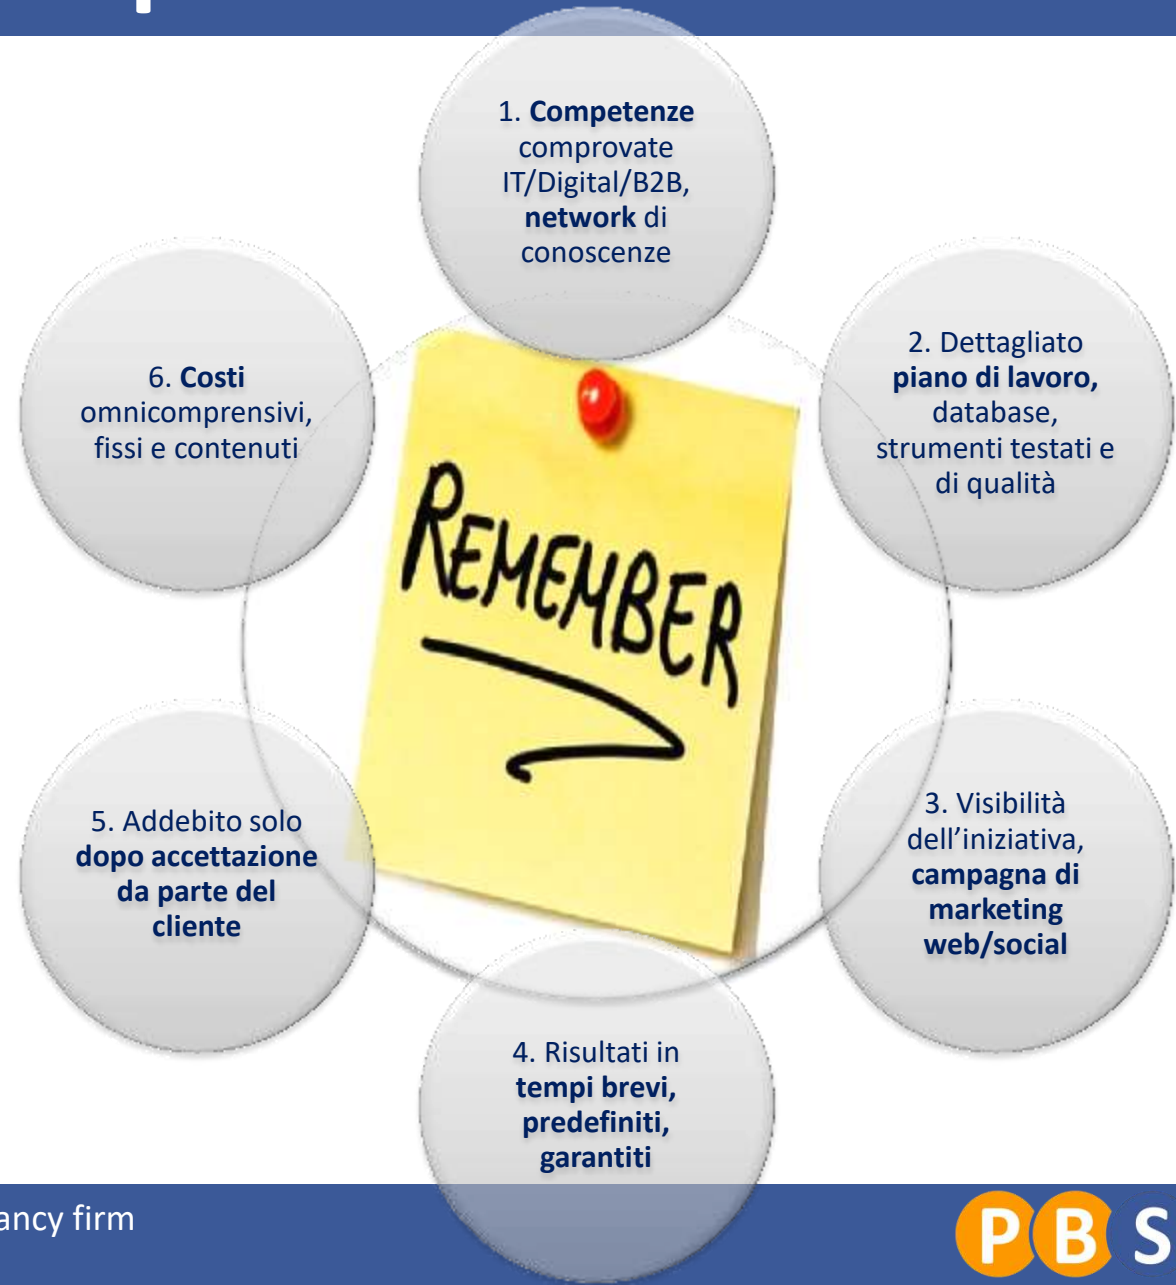 1. Competenze
comprovate
IT/Digital/B2B,
network di
conoscenze
2. Dettagliato
piano di lavoro,
database,
strumenti testati e
di qualità
3. Visibilità
dell’iniziativa,
campagna di
marketing
web/social
4. Risultati in
tempi brevi,
predefiniti,
garantiti
5. Addebito solo
dopo accettazione
da parte del
cliente
6. Costi
omnicomprensivi,
fissi e contenuti
REMEMBER
ancy firm
PBS